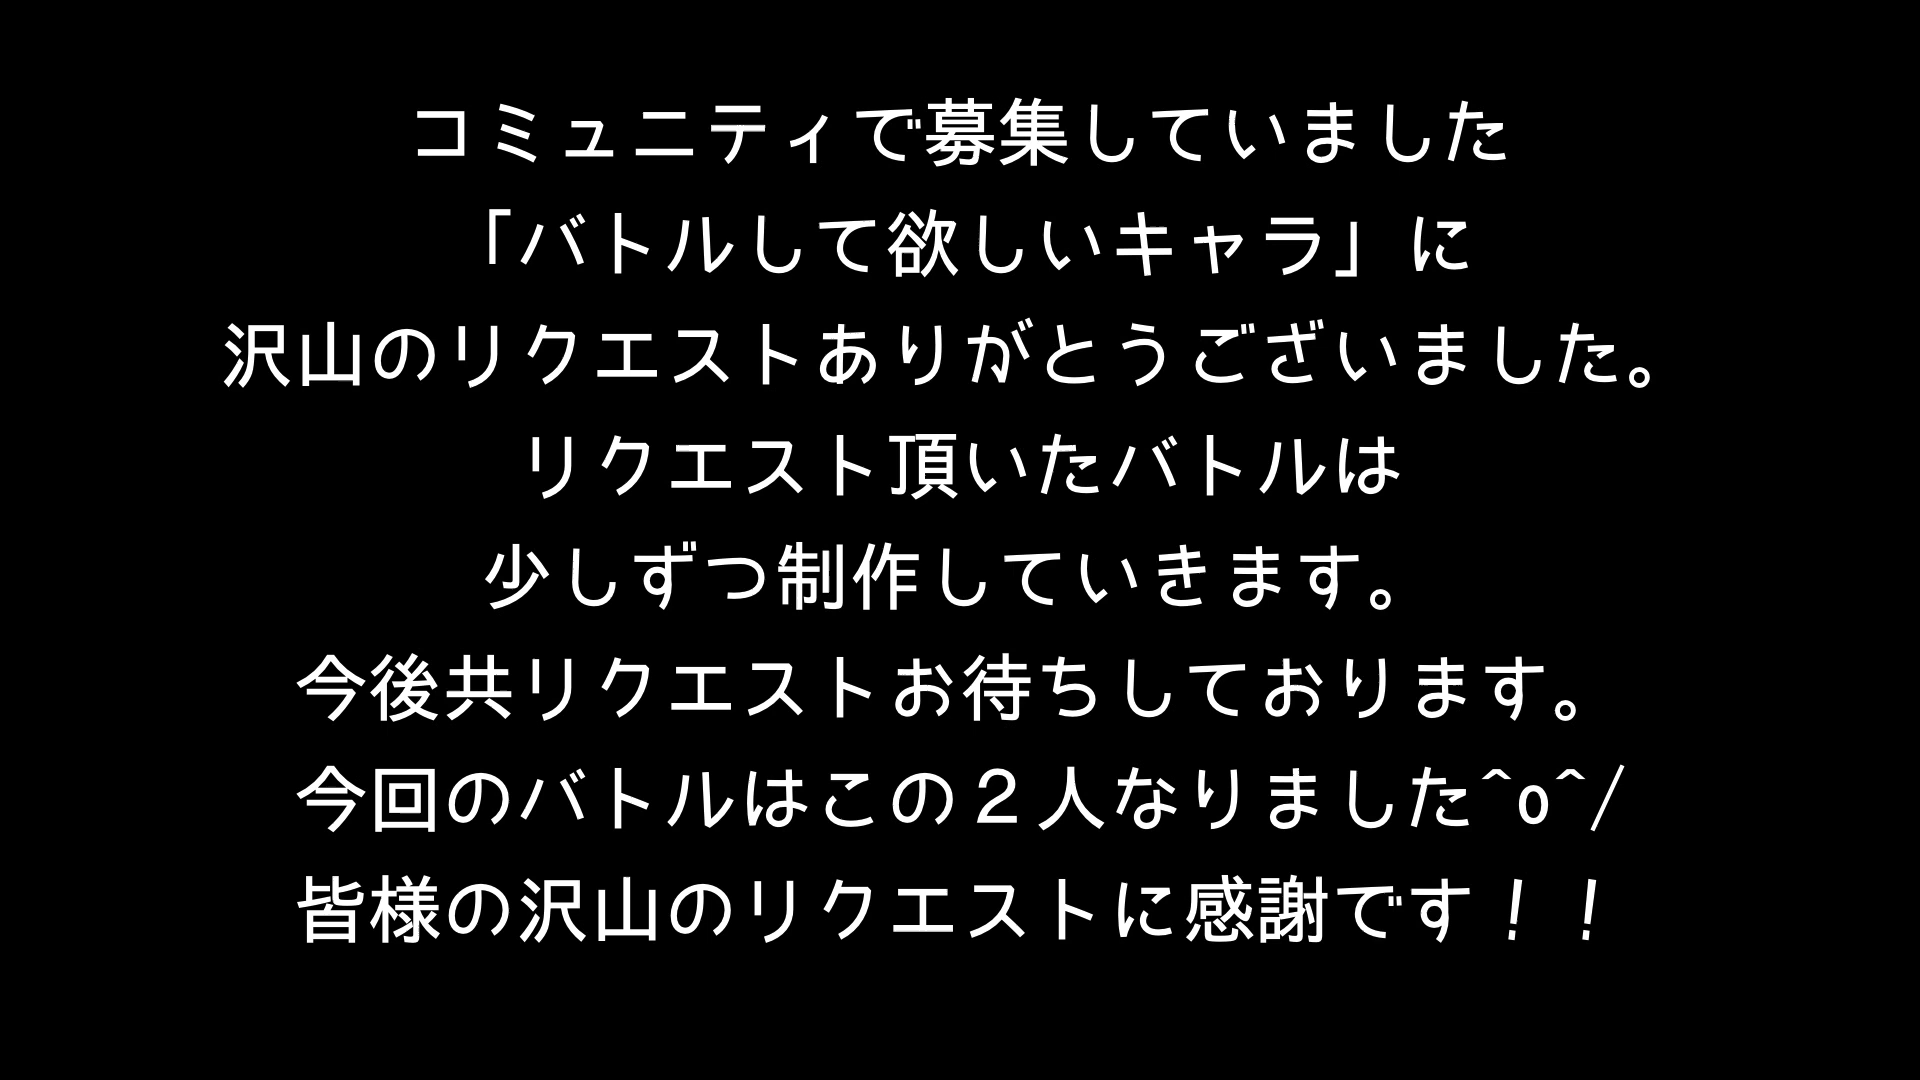 コミュニティで募集していました
「バトルして欲しいキャラ」に
沢山のリクエストありがとうございました。
リクエスト頂いたバトルは
少しずつ制作していきます。
今後共リクエストお待ちしております。
今回のバトルはこの２人なりました^o^/
皆様の沢山のリクエストに感謝です！！